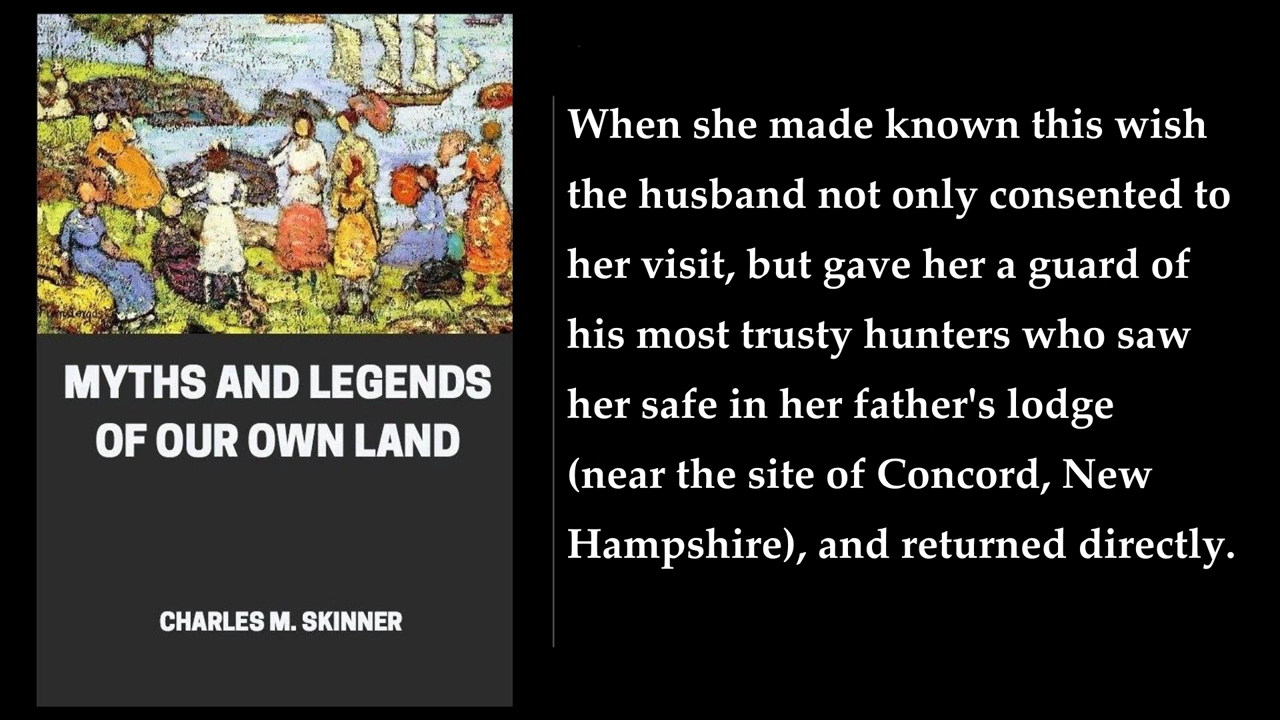 MYTHS AND LEGENDS
OF OUR OWN LAND
CHARLES M. SKINNER
When she made known this wish
the husband not only consented to
her visit, but gave her a guard of
his most trusty hunters who saw
her safe in her father's lodge
(near the site of Concord, New
Hampshire), and returned directly.